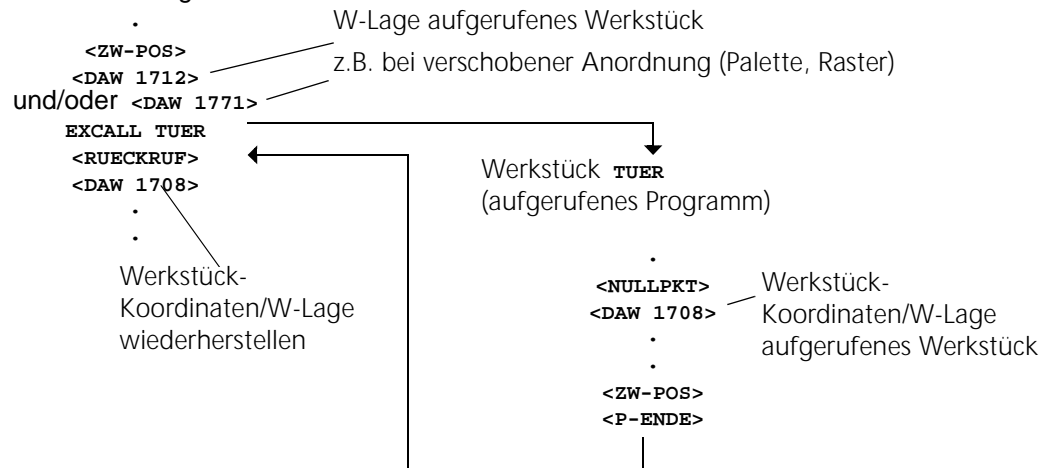 W-Lage aufgerufenes Werkstück
<ZW-POS>
z.B. bei verschobener Anordnung (Palette, Raster)
<DAW 1712>
und/oder <DAW 1771>
EXCALL TUER
<RUECKRUF>
<DAW 1708>
Werkstück-
Koordinaten/W-Lage
wiederherstellen
Werkstück TUER
(aufgerufenes Programm)
<NULLPKT>
<DAW 1708>
Werkstück-
Koordinaten/W-Lage
aufgerufenes Werkstück
<ZW-POS>
<P-ENDE>